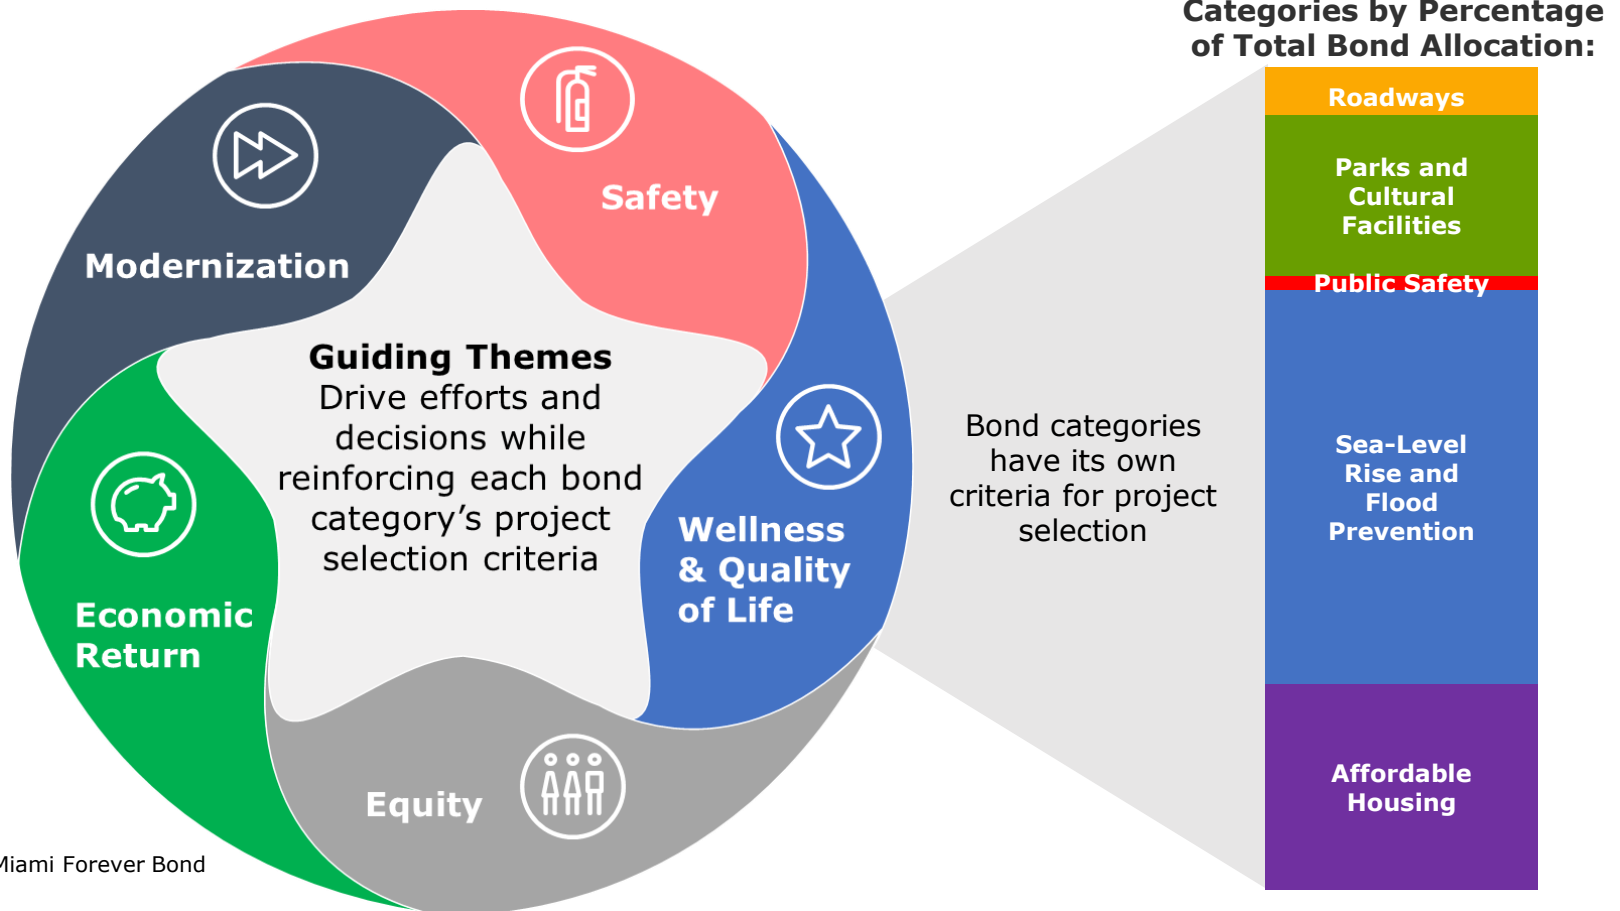 Modernization
Safety
Guiding Themes
Drive efforts and
decisions while
reinforcing each bond
category’s project
selection criteria
Wellness
& Quality
of Life
Economic
Return
Equity
Miami Forever Bond
Bond categories
have its own
criteria for project
selection
Categories by Percentage
of Total Bond Allocation:
Roadways
Parks and
Cultural
Facilities
Public Safety
Sea-Level
Rise and
Flood
Prevention
Affordable
Housing